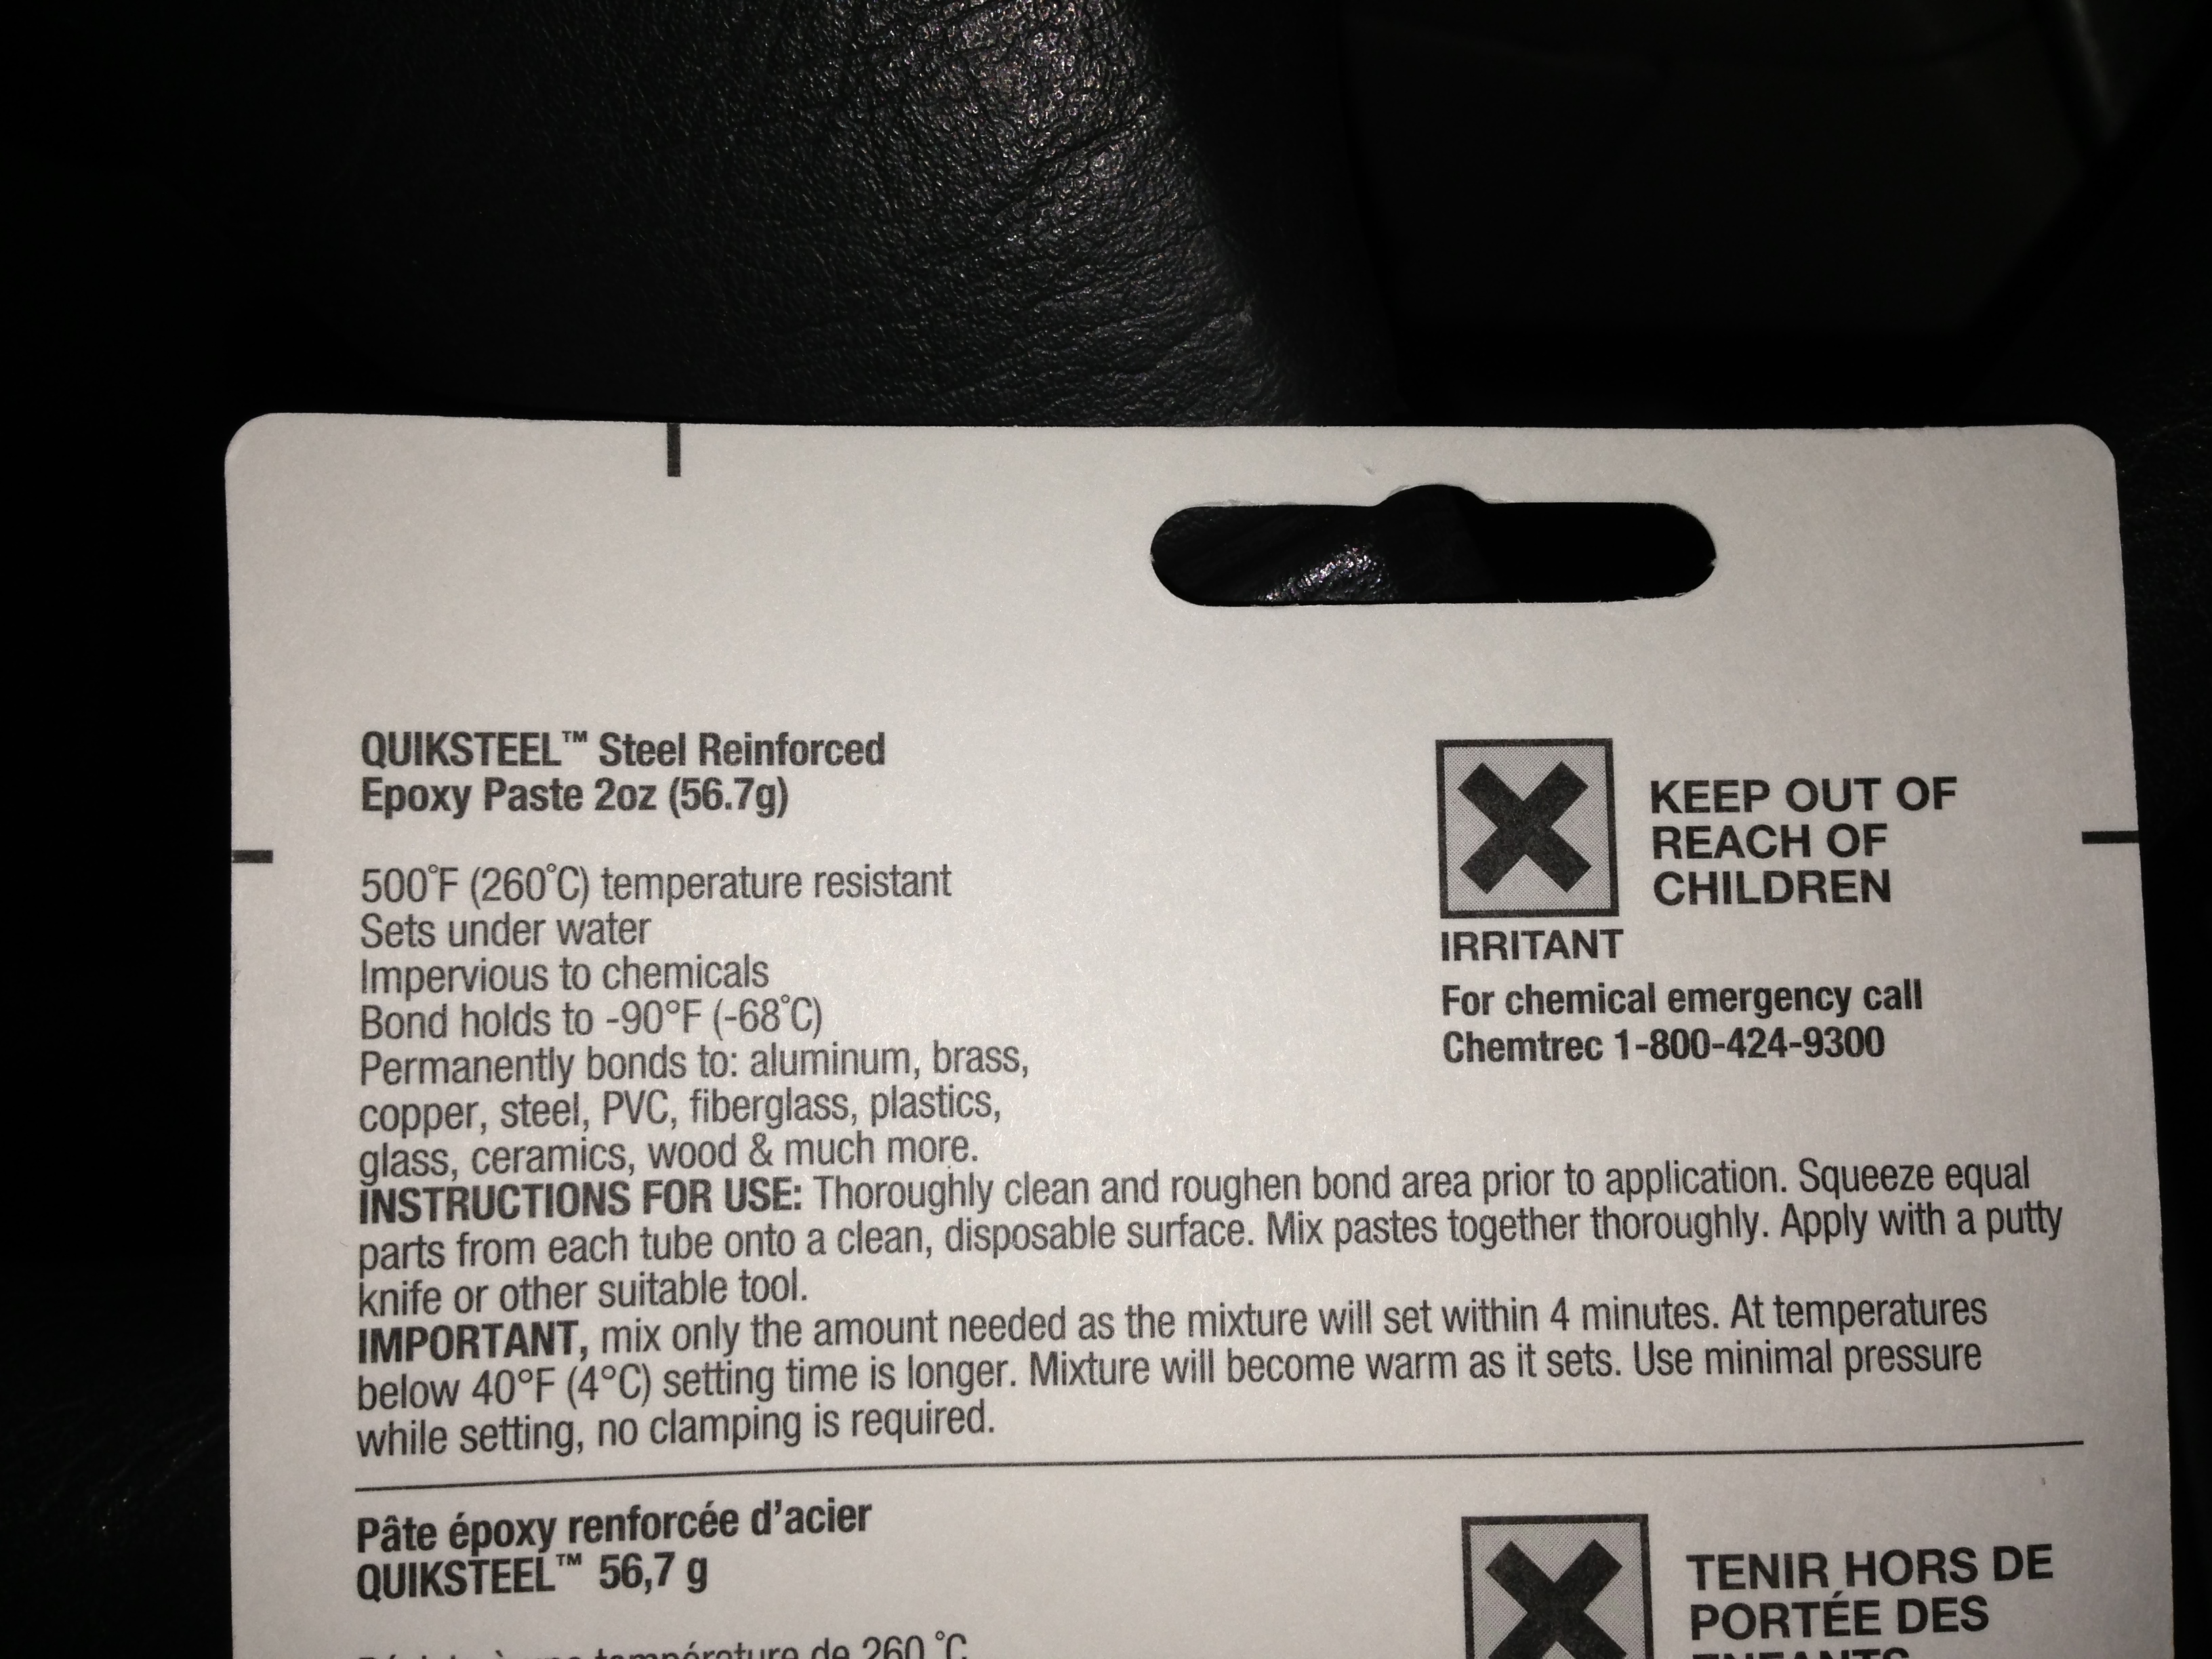 QUIKSTEEL™ Steel Reinforced
Epoxy Paste 2oz (56.7g)
500˚F (260˚C) temperature resistant
Sets under water
Impervious to chemicals
Bond holds to -90°F (-68˚C)
Permanently bonds to: aluminum, brass,
copper, steel, PVC, fiberglass, plastics,
glass, ceramics, wood & much more.
KEEP OUT OF
REACH OF
CHILDREN
IRRITANT
For chemical emergency call
Chemtrec 1-800-424-9300
INSTRUCTIONS FOR USE: Thoroughly clean and roughen bond area prior to application. Squeeze equal
parts from each tube onto a clean, disposable surface. Mix pastes together thoroughly. Apply with a putty
knife or other suitable tool.
IMPORTANT, mix only the amount needed as the mixture will set within 4 minutes. At temperatures
below 40°F (4°C) setting time is longer. Mixture will become warm as it sets. Use minimal pressure
while setting, no clamping is required.
Pâte époxy renforcée d'acier
QUIKSTEEL™ 56,7 g
température de 260 ˚C
TENIR HORS DE
PORTÉE DES
ENFANTS